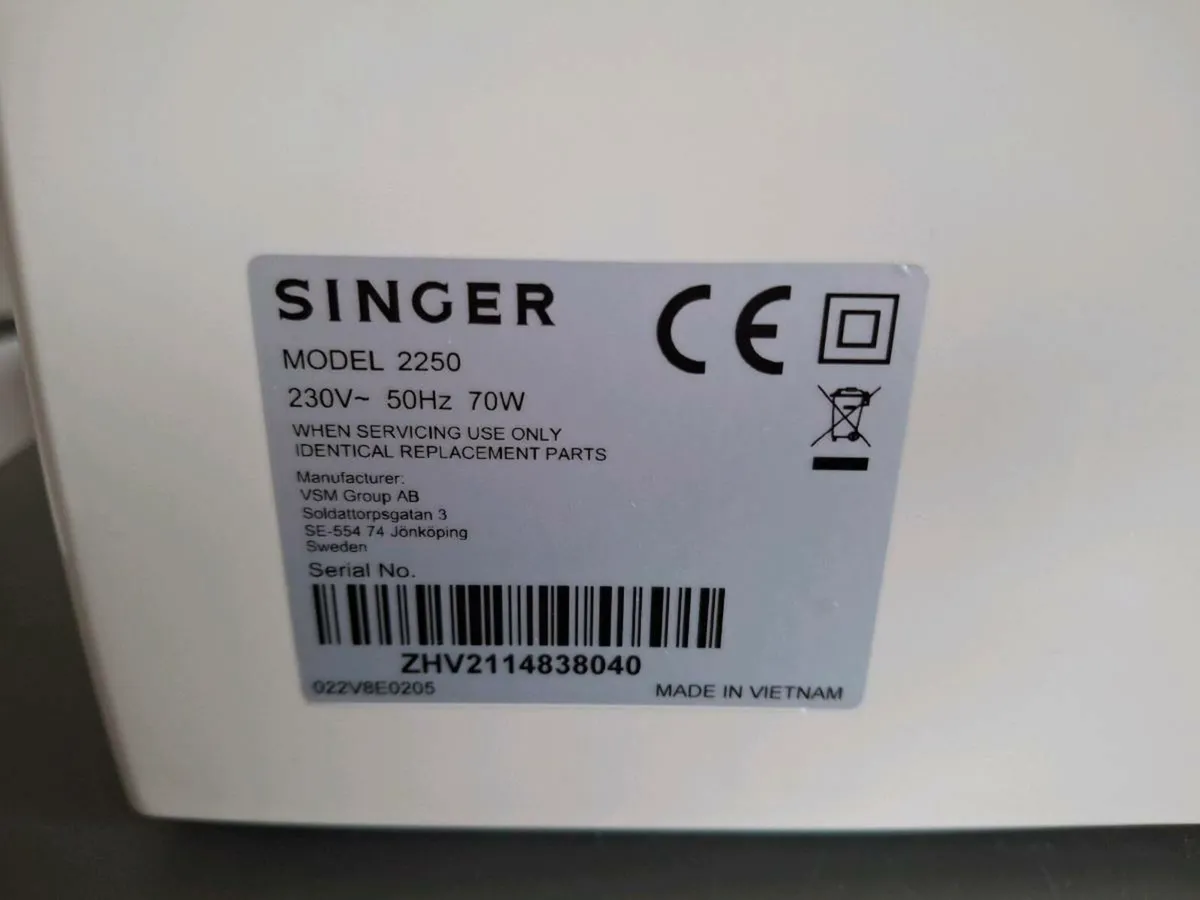 SINGER
MODEL 2250
230V~ 50Hz 70W
WHEN SERVICING USE ONLY
IDENTICAL REPLACEMENT PARTS
Manufacturer:
VSM Group AB
Soldattorpsgatan 3
SE-554 74 Jönköping
Sweden
Serial No.
ZHV2114838040
022V8E0205
MADE IN VIETNAM
CE